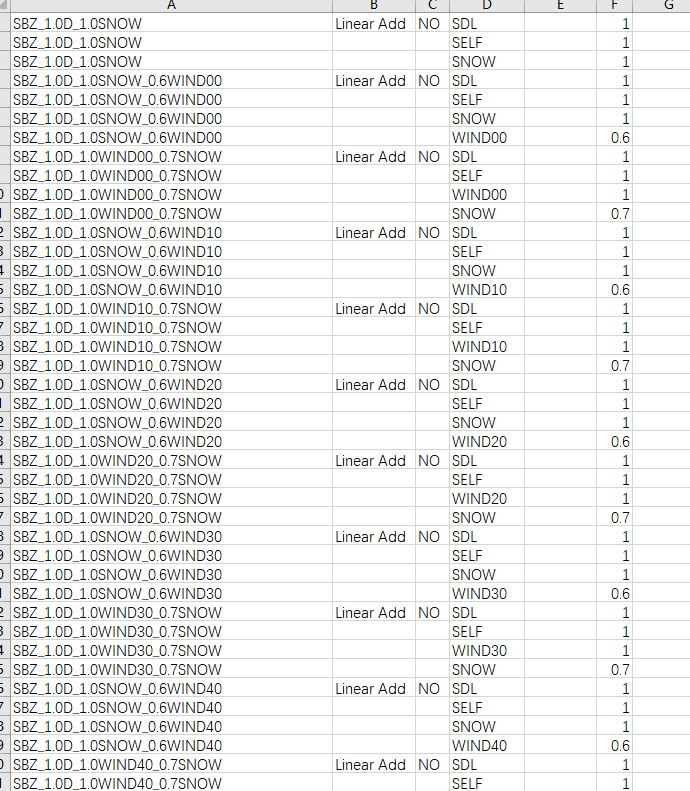 A B C D E F G
SBZ_1.0D_1.0SNOW Linear Add NO SDL 1
SBZ_1.0D_1.0SNOW SELF 1
SBZ_1.0D_1.0SNOW SNOW 1
SBZ_1.0D_1.0SNOW_0.6WIND00 Linear Add NO SDL 1
SBZ_1.0D_1.0SNOW_0.6WIND00 SELF 1
SBZ_1.0D_1.0SNOW_0.6WIND00 SNOW 1
SBZ_1.0D_1.0SNOW_0.6WIND00 WIND00 0.6
SBZ_1.0D_1.0WIND00_0.7SNOW Linear Add NO SDL 1
SBZ_1.0D_1.0WIND00_0.7SNOW SELF 1
SBZ_1.0D_1.0WIND00_0.7SNOW WIND00 1
SBZ_1.0D_1.0WIND00_0.7SNOW SNOW 0.7
SBZ_1.0D_1.0SNOW_0.6WIND10 Linear Add NO SDL 1
SBZ_1.0D_1.0SNOW_0.6WIND10 SELF 1
SBZ_1.0D_1.0SNOW_0.6WIND10 SNOW 1
SBZ_1.0D_1.0SNOW_0.6WIND10 WIND10 0.6
SBZ_1.0D_1.0WIND10_0.7SNOW Linear Add NO SDL 1
SBZ_1.0D_1.0WIND10_0.7SNOW SELF 1
SBZ_1.0D_1.0WIND10_0.7SNOW WIND10 1
SBZ_1.0D_1.0WIND10_0.7SNOW SNOW 0.7
SBZ_1.0D_1.0SNOW_0.6WIND20 Linear Add NO SDL 1
SBZ_1.0D_1.0SNOW_0.6WIND20 SELF 1
SBZ_1.0D_1.0SNOW_0.6WIND20 SNOW 1
SBZ_1.0D_1.0SNOW_0.6WIND20 WIND20 0.6
SBZ_1.0D_1.0WIND20_0.7SNOW Linear Add NO SDL 1
SBZ_1.0D_1.0WIND20_0.7SNOW SELF 1
SBZ_1.0D_1.0WIND20_0.7SNOW WIND20 1
SBZ_1.0D_1.0WIND20_0.7SNOW SNOW 0.7
SBZ_1.0D_1.0SNOW_0.6WIND30 Linear Add NO SDL 1
SBZ_1.0D_1.0SNOW_0.6WIND30 SELF 1
SBZ_1.0D_1.0SNOW_0.6WIND30 SNOW 1
SBZ_1.0D_1.0SNOW_0.6WIND30 WIND30 0.6
SBZ_1.0D_1.0WIND30_0.7SNOW Linear Add NO SDL 1
SBZ_1.0D_1.0WIND30_0.7SNOW SELF 1
SBZ_1.0D_1.0WIND30_0.7SNOW WIND30 1
SBZ_1.0D_1.0WIND30_0.7SNOW SNOW 0.7
SBZ_1.0D_1.0SNOW_0.6WIND40 Linear Add NO SDL 1
SBZ_1.0D_1.0SNOW_0.6WIND40 SELF 1
SBZ_1.0D_1.0SNOW_0.6WIND40 SNOW 1
SBZ_1.0D_1.0SNOW_0.6WIND40 WIND40 0.6
SBZ_1.0D_1.0WIND40_0.7SNOW Linear Add NO SDL 1
SBZ_1.0D_1.0WIND40_0.7SNOW SELF 1